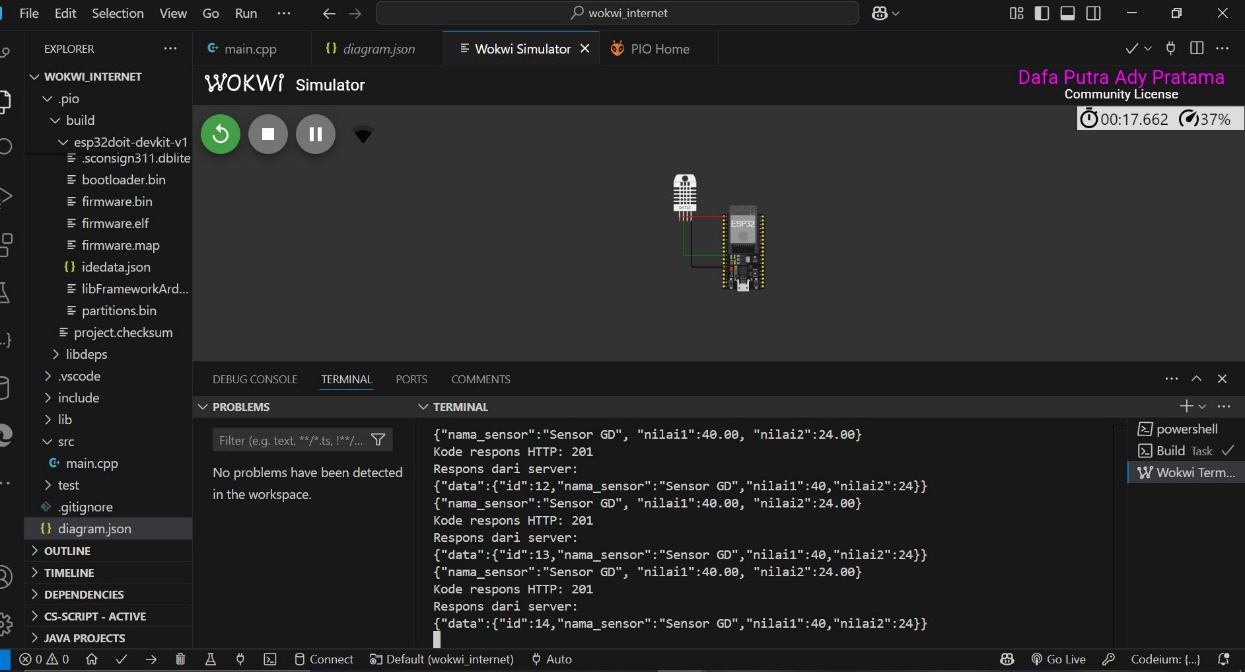 File Edit Selection View Go Run ··· wokwi_internet
EXPLORER ···
main.cpp diagram.json Wokwi Simulator PIO Home
WOKWI_INTERNET
.pio
build
esp32doit-devkit-v1
.sconsign311.dblite
bootloader.bin
firmware.bin
firmware.elf
firmware.map
idedata.json
libFrameworkArd...
partitions.bin
project.checksum
libdeps
.vscode
include
lib
src
main.cpp
test
.gitignore
diagram.json
OUTLINE
TIMELINE
DEPENDENCIES
CS-SCRIPT - ACTIVE
JAVA PROJECTS
WOKWI Simulator
Dafa Putra Ady Pratama
Community License
00:17.662 37%
ESP32
DEBUG CONSOLE TERMINAL PORTS COMMENTS
PROBLEMS
Filter (e.g. text, **/*.ts, !**/...
No problems have been detected
in the workspace.
TERMINAL
{"nama_sensor":"Sensor GD", "nilai1":40.00, "nilai2":24.00}
Kode respons HTTP: 201
Respons dari server:
{"data":{"id":12,"nama_sensor":"Sensor GD","nilai1":40,"nilai2":24}}
{"nama_sensor":"Sensor GD", "nilai1":40.00, "nilai2":24.00}
Kode respons HTTP: 201
Respons dari server:
{"data":{"id":13,"nama_sensor":"Sensor GD","nilai1":40,"nilai2":24}}
{"nama_sensor":"Sensor GD", "nilai1":40.00, "nilai2":24.00}
Kode respons HTTP: 201
Respons dari server:
{"data":{"id":14,"nama_sensor":"Sensor GD","nilai1":40,"nilai2":24}}
powershell
Build Task
Wokwi Term...
0 0 Connect Default (wokwi_internet) Auto Go Live Codeium: {...}